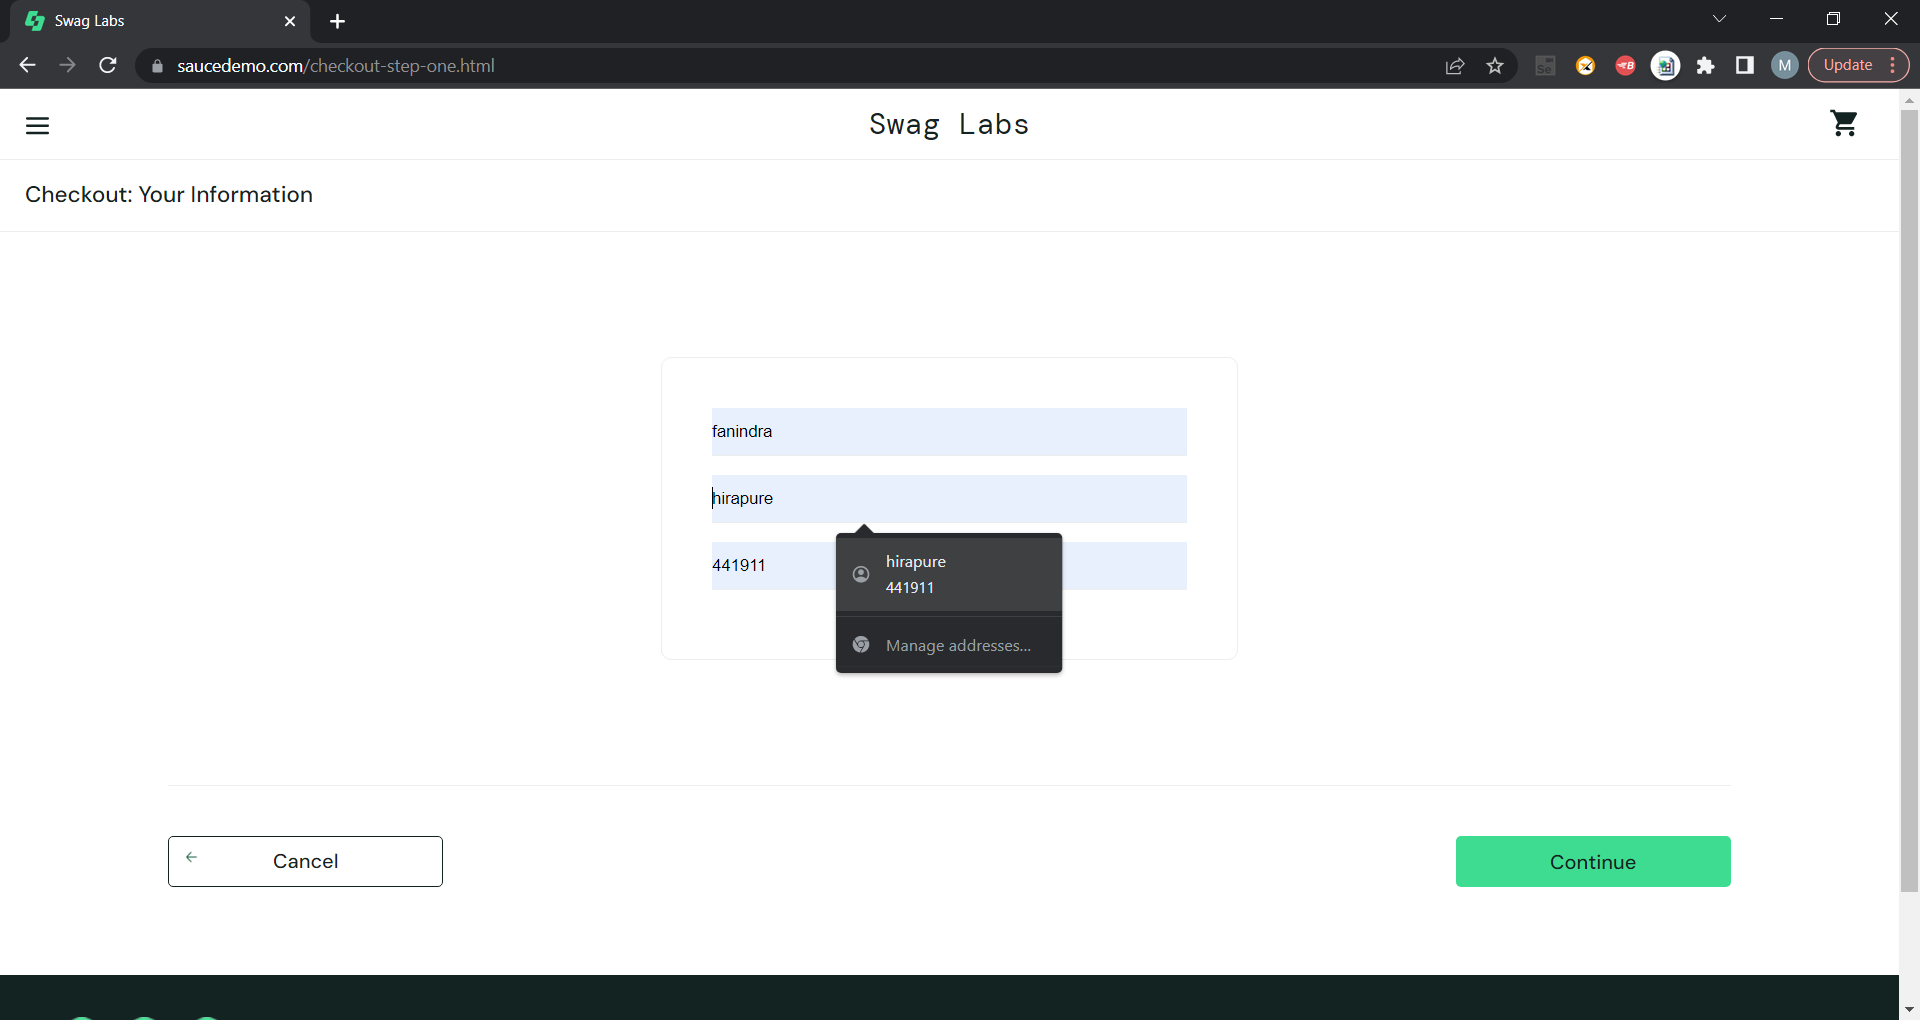 Swag Labs
saucedemo.com/checkout-step-one.html
Se
B
M
Update
Swag Labs
Checkout: Your Information
fanindra
hirapure
441911
hirapure
441911
Manage addresses...
Cancel
Continue